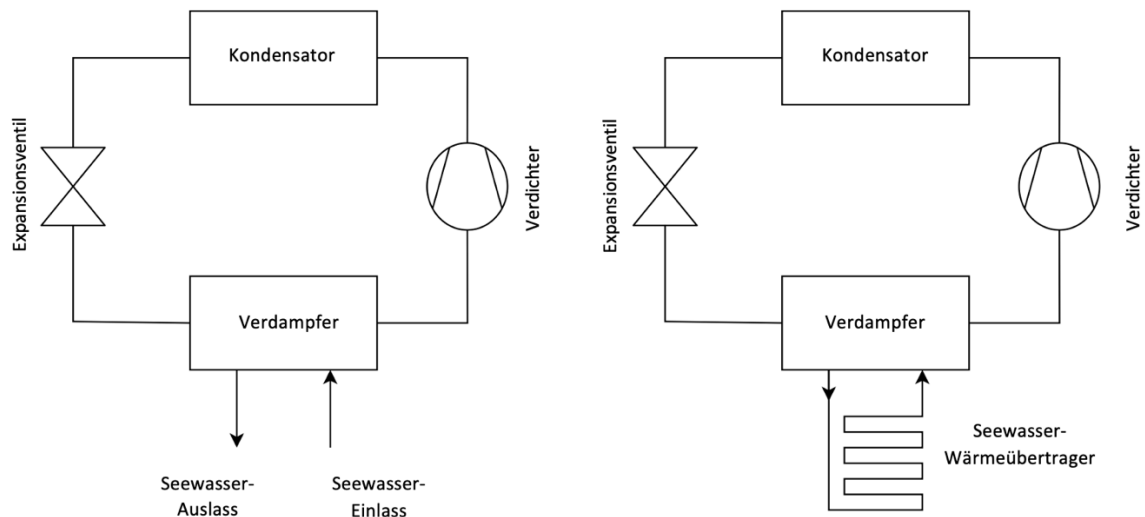 Kondensator
Expansionsventil
Verdichter
Verdampfer
Seewasser-
Auslass
Seewasser-
Einlass
Kondensator
Expansionsventil
Verdichter
Verdampfer
Seewasser-
Wärmeübertrager